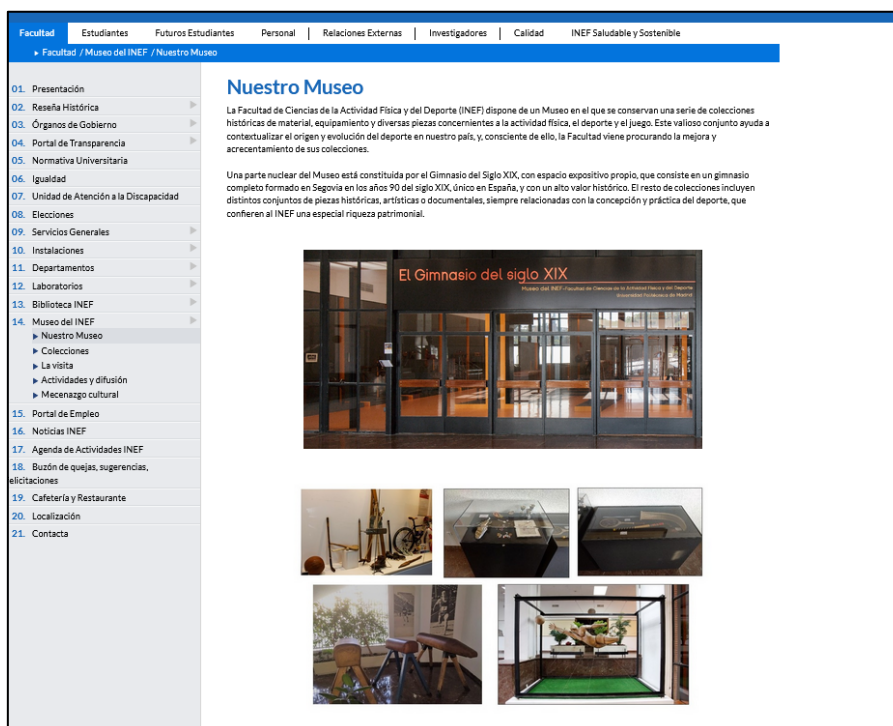 Facultad Estudiantes Futuros Estudiantes Personal Relaciones Externas Investigadores Calidad INEF Saludable y Sostenible
Facultad / Museo del INEF / Nuestro Museo
01. Presentación
02. Reseña Histórica
03. Órganos de Gobierno
04. Portal de Transparencia
05. Normativa Universitaria
06. Igualdad
07. Unidad de Atención a la Discapacidad
08. Elecciones
09. Servicios Generales
10. Instalaciones
11. Departamentos
12. Laboratorios
13. Biblioteca INEF
14. Museo del INEF
Nuestro Museo
Colecciones
La visita
Actividades y difusión
Mecenazgo cultural
15. Portal de Empleo
16. Noticias INEF
17. Agenda de Actividades INEF
18. Buzón de quejas, sugerencias,
elicitaciones
19. Cafetería y Restaurante
20. Localización
21. Contacta
Nuestro Museo
La Facultad de Ciencias de la Actividad Física y del Deporte (INEF) dispone de un Museo en el que se conservan una serie de colecciones
históricas de material, equipamiento y diversas piezas concernientes a la actividad física, el deporte y el juego. Este valioso conjunto ayuda a
contextualizar el origen y evolución del deporte en nuestro país, y, consciente de ello, la Facultad viene procurando la mejora y
acrecentamiento de sus colecciones.
Una parte nuclear del Museo está constituida por el Gimnasio del Siglo XIX, con espacio expositivo propio, que consiste en un gimnasio
completo formado en Segovia en los años 90 del siglo XIX, único en España, y con un alto valor histórico. El resto de colecciones incluyen
distintos conjuntos de piezas históricas, artísticas o documentales, siempre relacionadas con la concepción y práctica del deporte, que
confieren al INEF una especial riqueza patrimonial.
El Gimnasio del siglo XIX
Museo del INEF-Facultad de Ciencias de la Actividad Física y del Deporte
Universidad Politécnica de Madrid